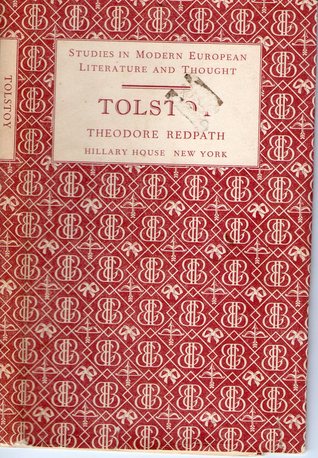 TOLSTOY
STUDIES IN MODERN EUROPEAN
LITERATURE AND THOUGHT
TOLSTOY
THEODORE REDPATH
HILLARY HOUSE NEW YORK